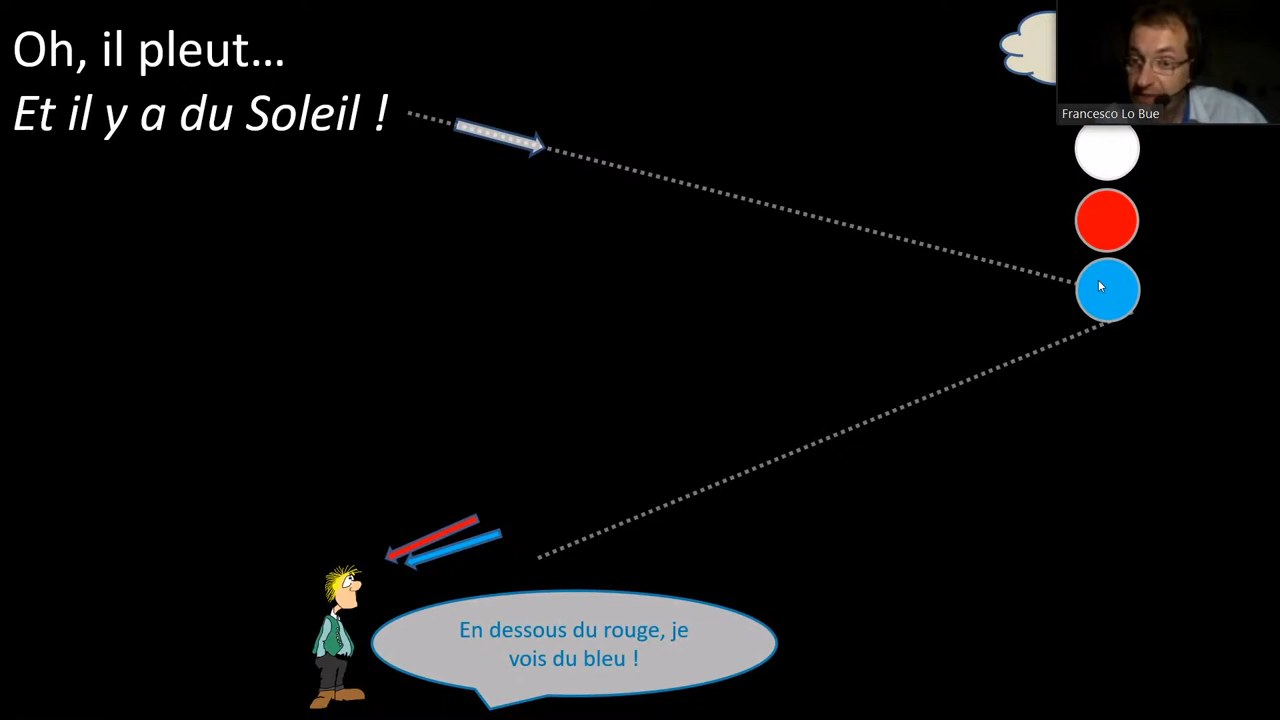 Oh, il pleut…
Et il y a du Soleil !
Francesco Lo Bue
En dessous du rouge, je
vois du bleu !